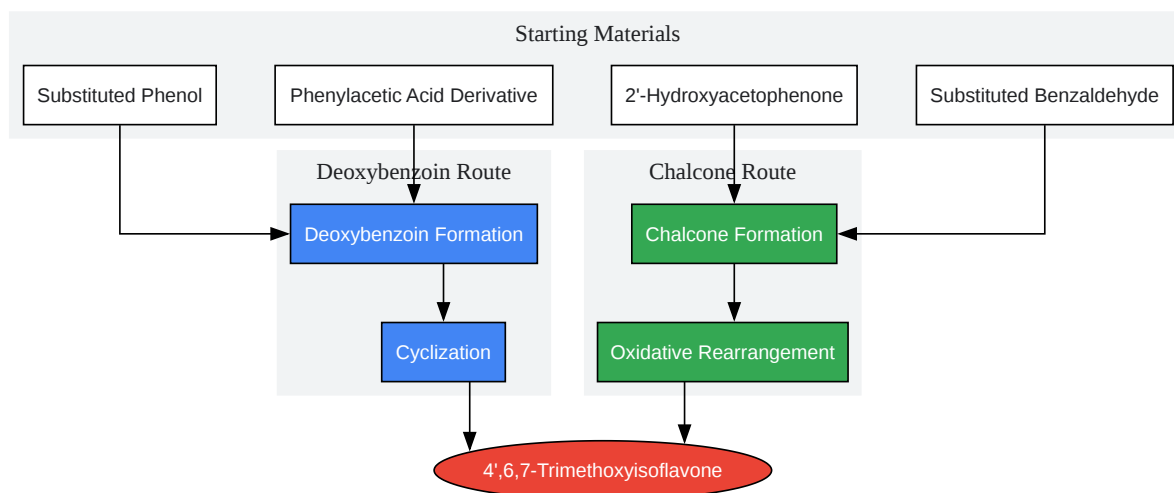 Starting Materials
Substituted Phenol
Phenylacetic Acid Derivative
2'-Hydroxyacetophenone
Substituted Benzaldehyde
Deoxybenzoin Route
Chalcone Route
Deoxybenzoin Formation
Chalcone Formation
Cyclization
Oxidative Rearrangement
4',6,7-Trimethoxyisoflavone